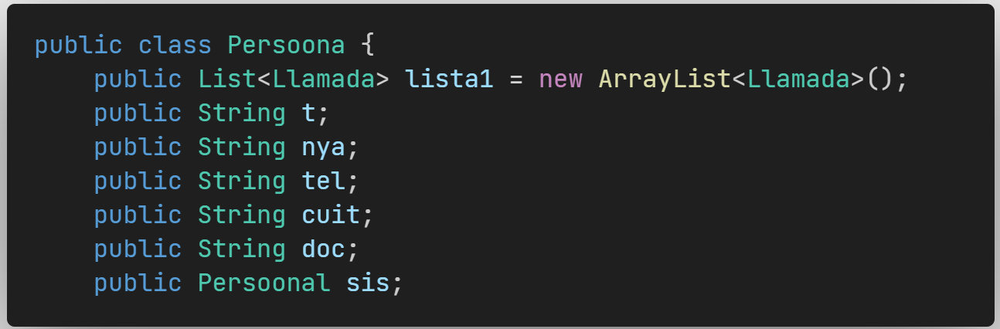 public class Persoona {
    public List<Llamada> lista1 = new ArrayList<Llamada>();
    public String t;
    public String nya;
    public String tel;
    public String cuit;
    public String doc;
    public Persoonal sis;